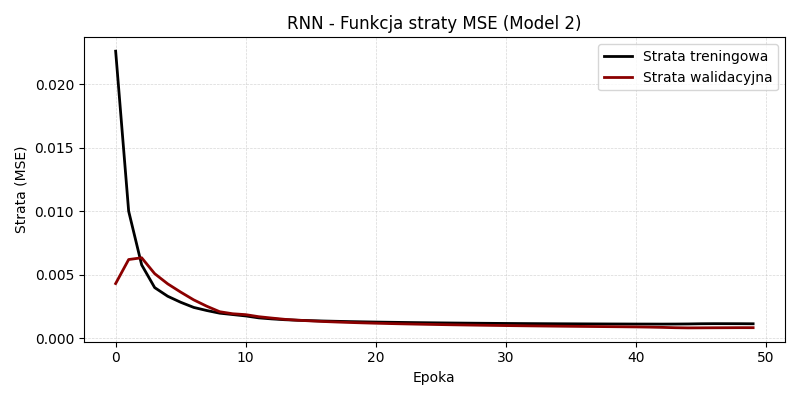 RNN - Funkcja straty MSE (Model 2)
Strata treningowa
Strata walidacyjna
Strata (MSE)
0.020
0.015
0.010
0.005
0.000
0 10 20 30 40 50
Epoka